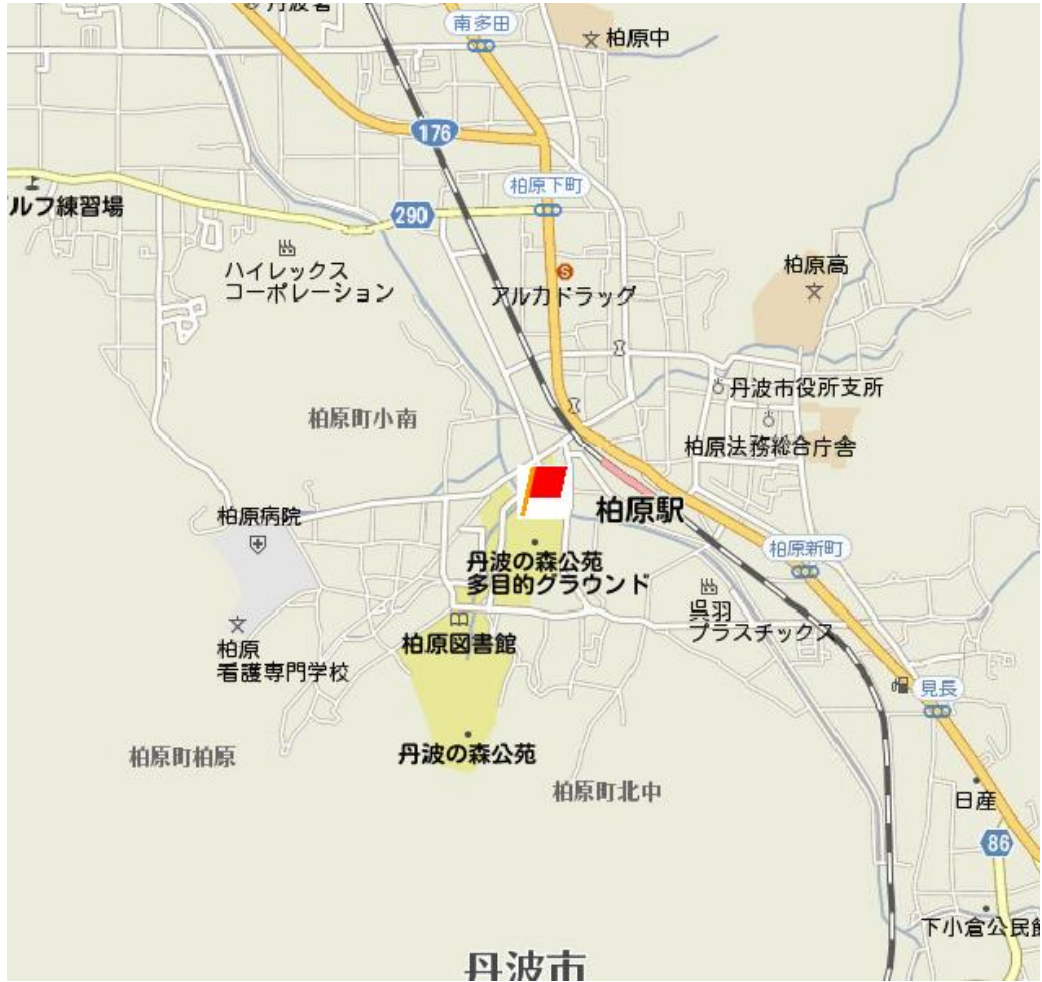 丹波署
南多田
柏原中
176
柏原下町
ルフ練習場
290
ハイレックス
コーポレーション
S
アルカドラッグ
柏原高
丹波市役所支所
柏原町小南
柏原法務総合庁舎
柏原病院
柏原駅
柏原新町
丹波の森公苑
多目的グラウンド
呉羽
プラスチックス
柏原図書館
柏原
看護専門学校
見長
柏原町柏原
丹波の森公苑
柏原町北中
日産
86
下小倉公民館
丹波市